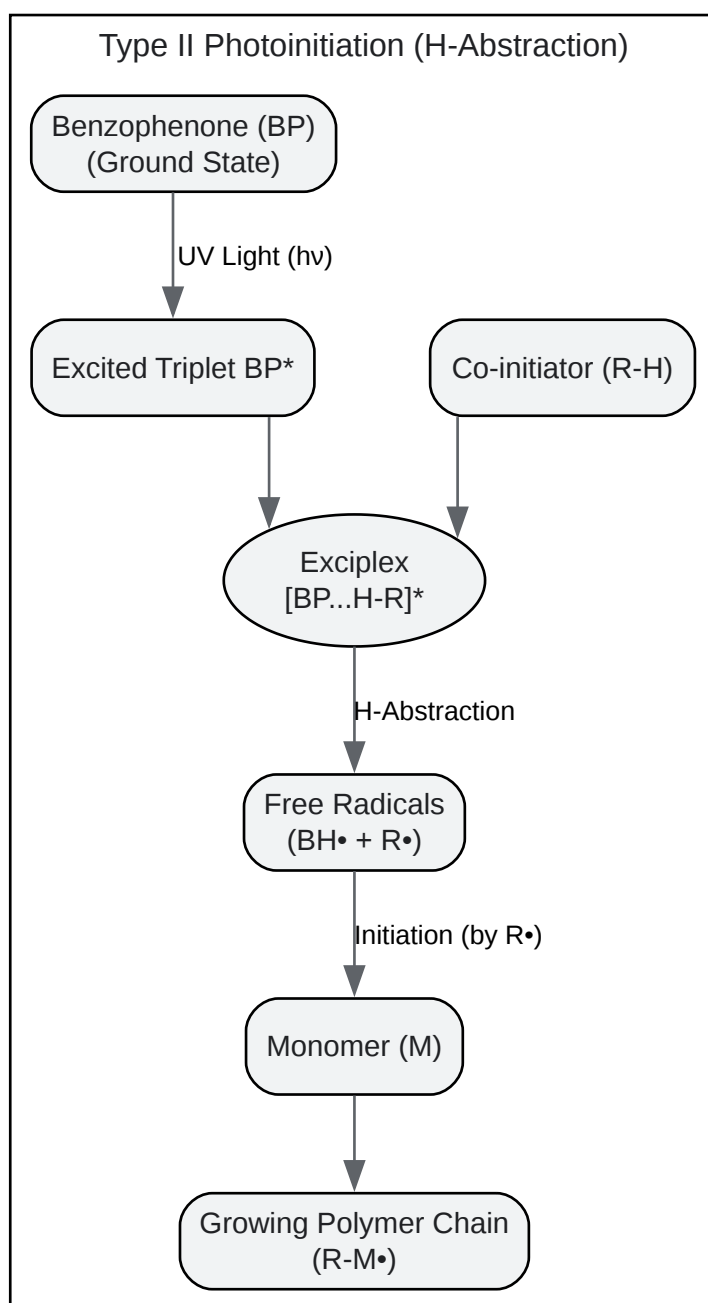 Type II Photoinitiation (H-Abstraction)
Benzophenone (BP)
(Ground State)
UV Light (hν)
Excited Triplet BP*
Co-initiator (R-H)
Exciplex
[BP...H-R]*
H-Abstraction
Free Radicals
(BH• + R•)
Initiation (by R•)
Monomer (M)
Growing Polymer Chain
(R-M•)